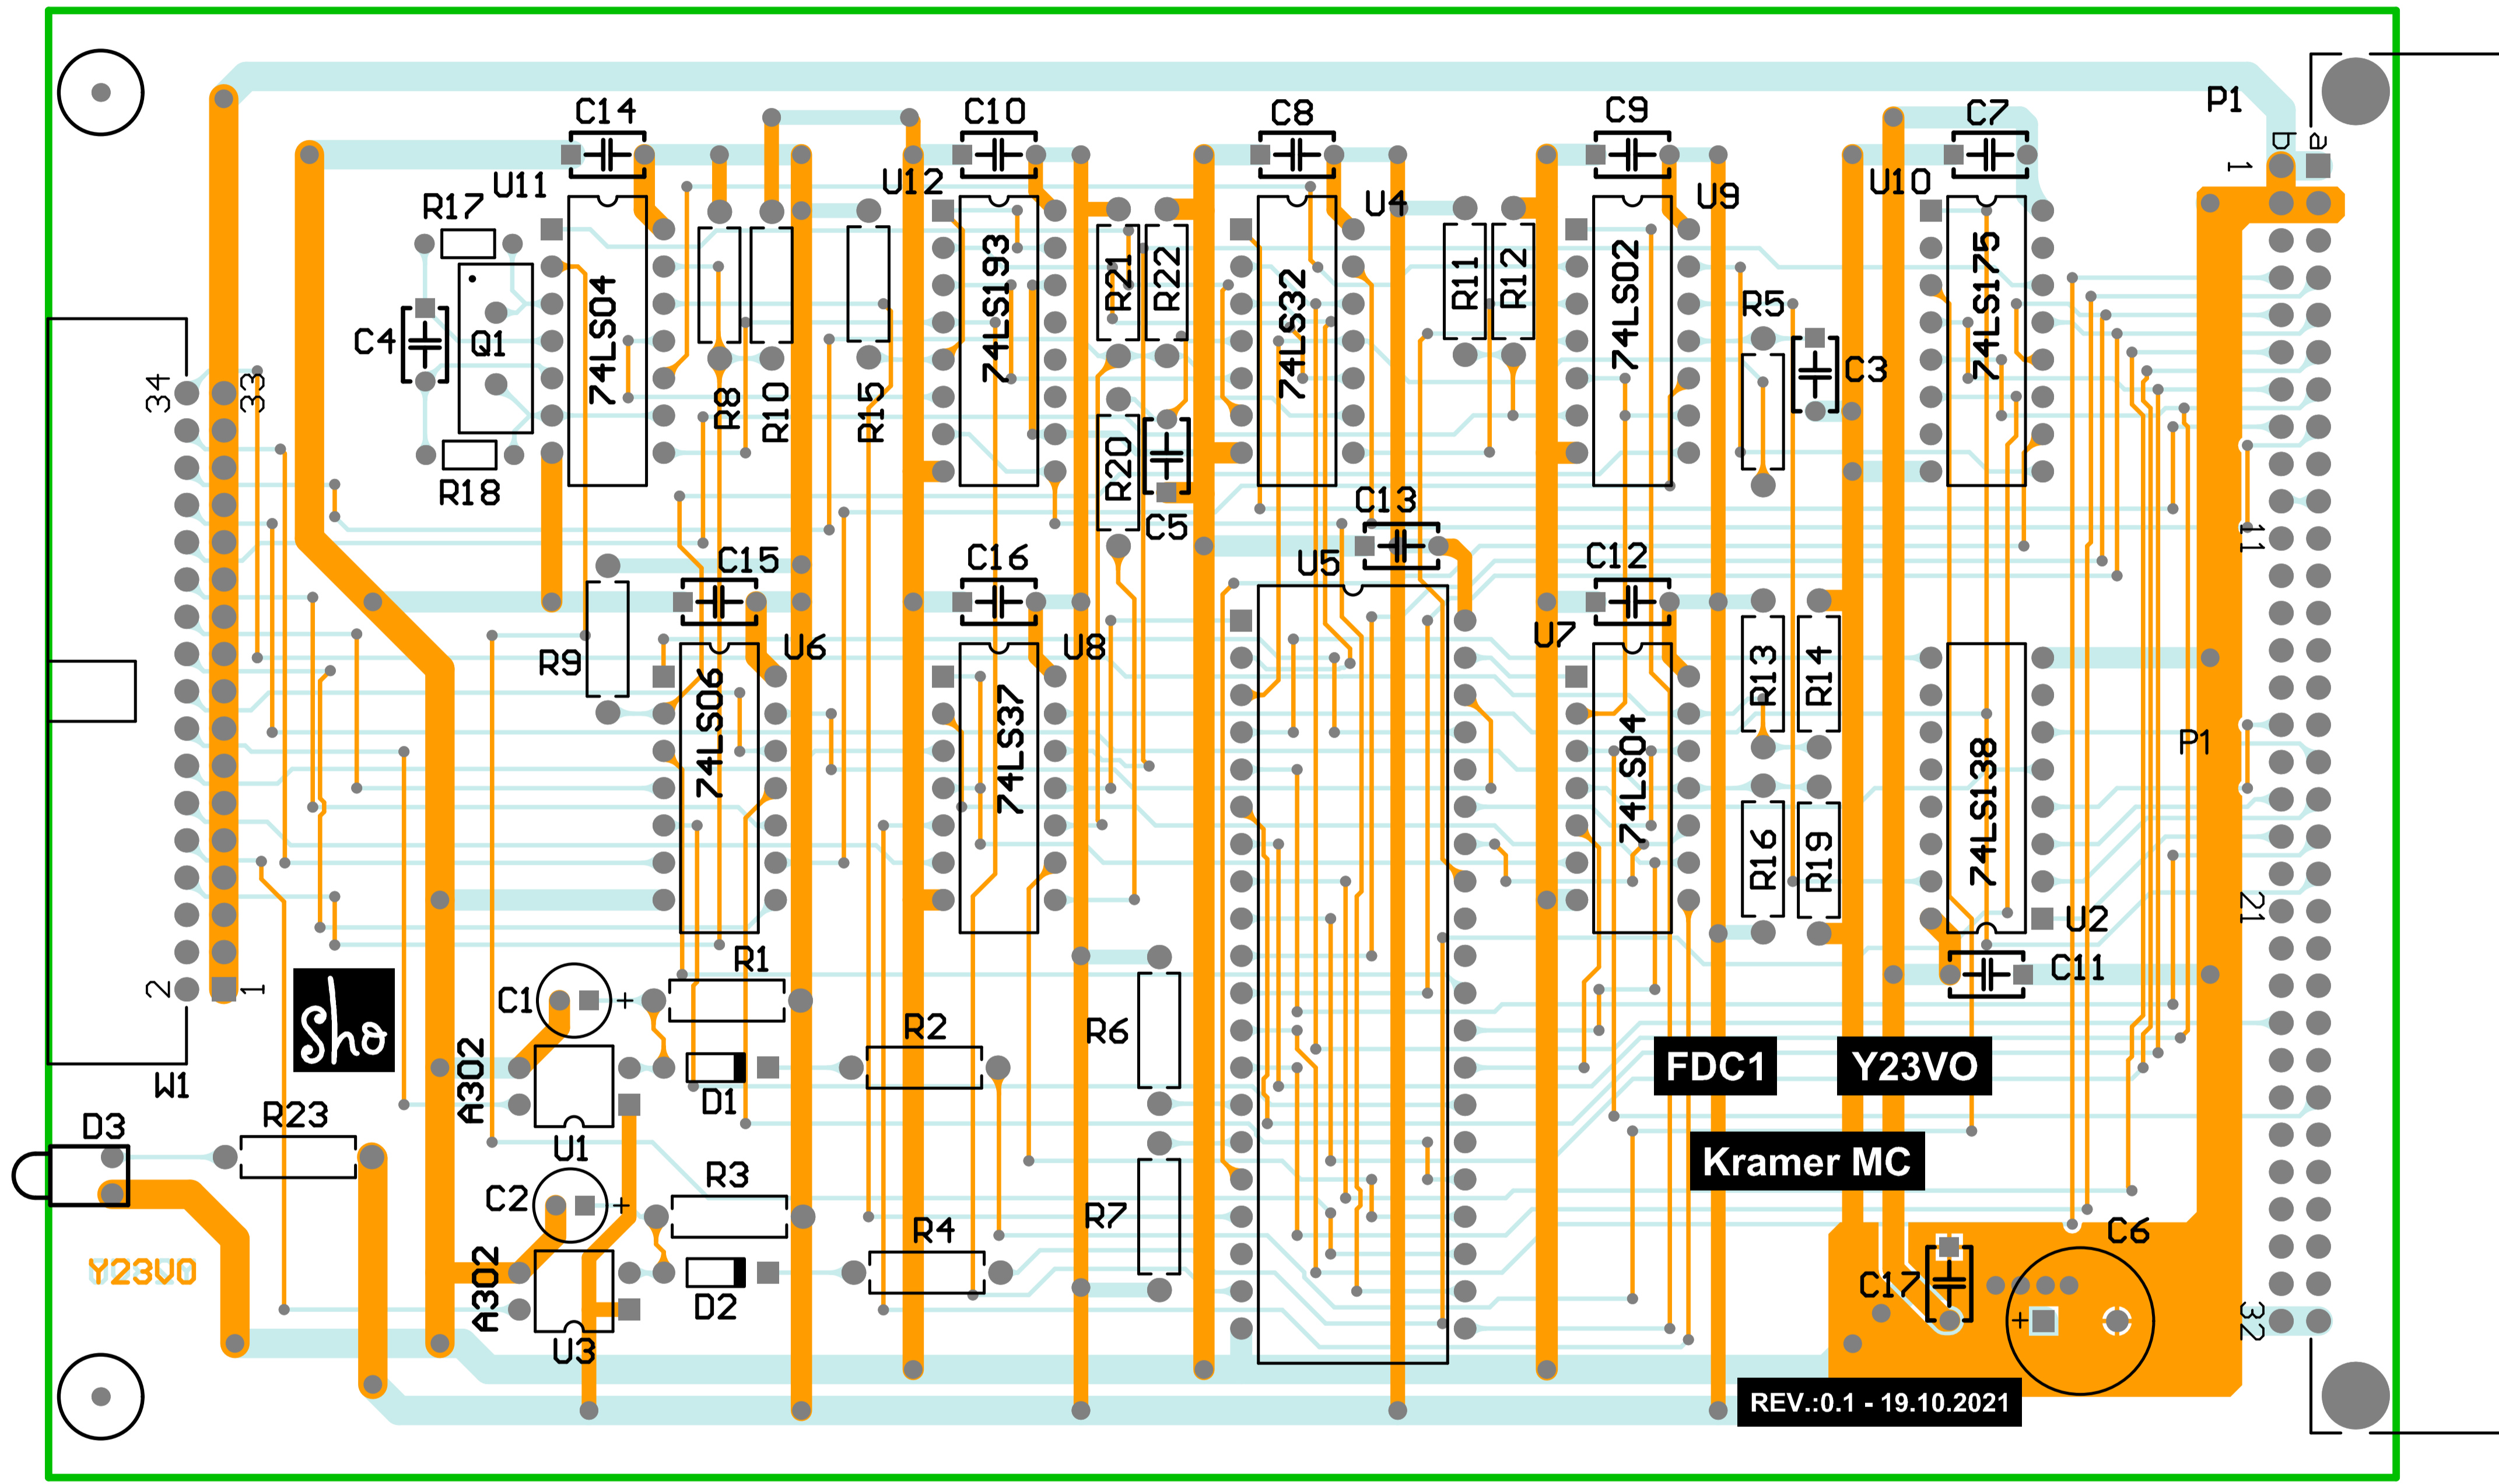 C14
C10
C8
C9
C7
P1
b
a
1
U11
U12
U4
U9
U10
R17
74LS04
74LS193
R21
R22
74LS32
R11
R12
74LS02
R5
74LS175
C4
Q1
C3
34
33
R8
R10
R15
R20
R18
C5
C13
11
C15
C16
U5
C12
R9
U6
U8
U7
74LS06
74LS37
R13
R14
74LS04
74LS138
P1
R16
R19
21
U2
2
1
Sho
C1
+
R1
C11
R2
R6
A302
D1
FDC1
Y23VO
W1
D3
R23
U1
Kramer MC
C2
+
R3
R4
R7
C6
Y23VO
A302
D2
C17
+
32
U3
REV.:0.1 - 19.10.2021